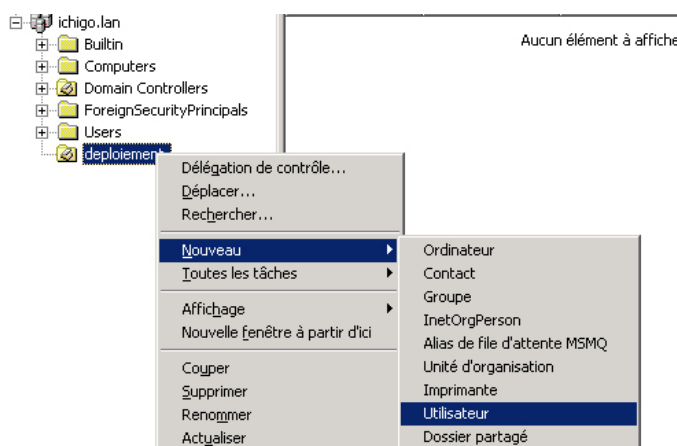 ichigo.lan
Builtin
Computers
Domain Controllers
ForeignSecurityPrincipals
Users
deploiement
Aucun élément à affiche
Délégation de contrôle...
Déplacer...
Rechercher...
Nouveau
Toutes les tâches
Affichage
Nouvelle fenêtre à partir d'ici
Couper
Supprimer
Renommer
Actualiser
Ordinateur
Contact
Groupe
InetOrgPerson
Alias de file d'attente MSMQ
Unité d'organisation
Imprimante
Utilisateur
Dossier partagé